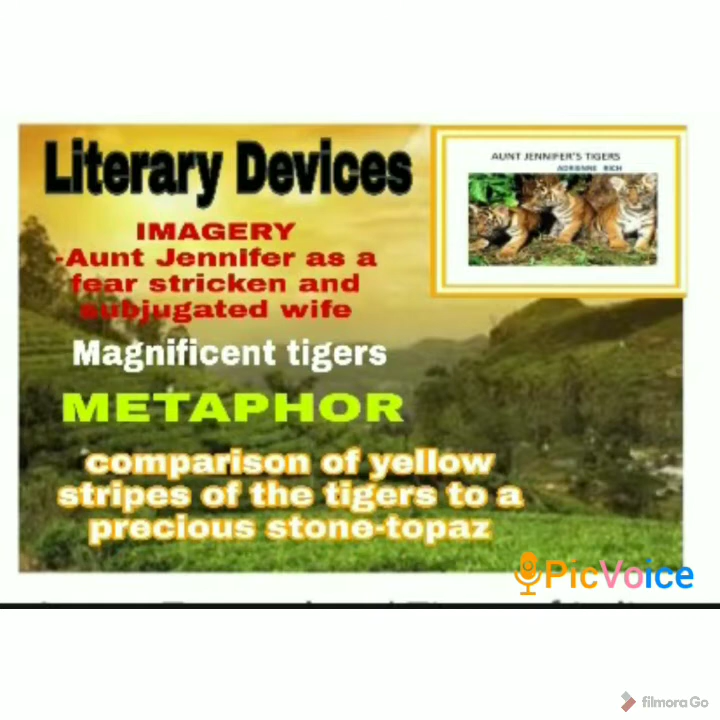 Literary Devices
AUNT JENNIFER'S TIGERS
ADRIENNE RICH
IMAGERY
-Aunt Jennifer as a
fear stricken and
subjugated wife
Magnificent tigers
METAPHOR
comparison of yellow
stripes of the tigers to a
precious stone-topaz
PicVoice
filmora Go